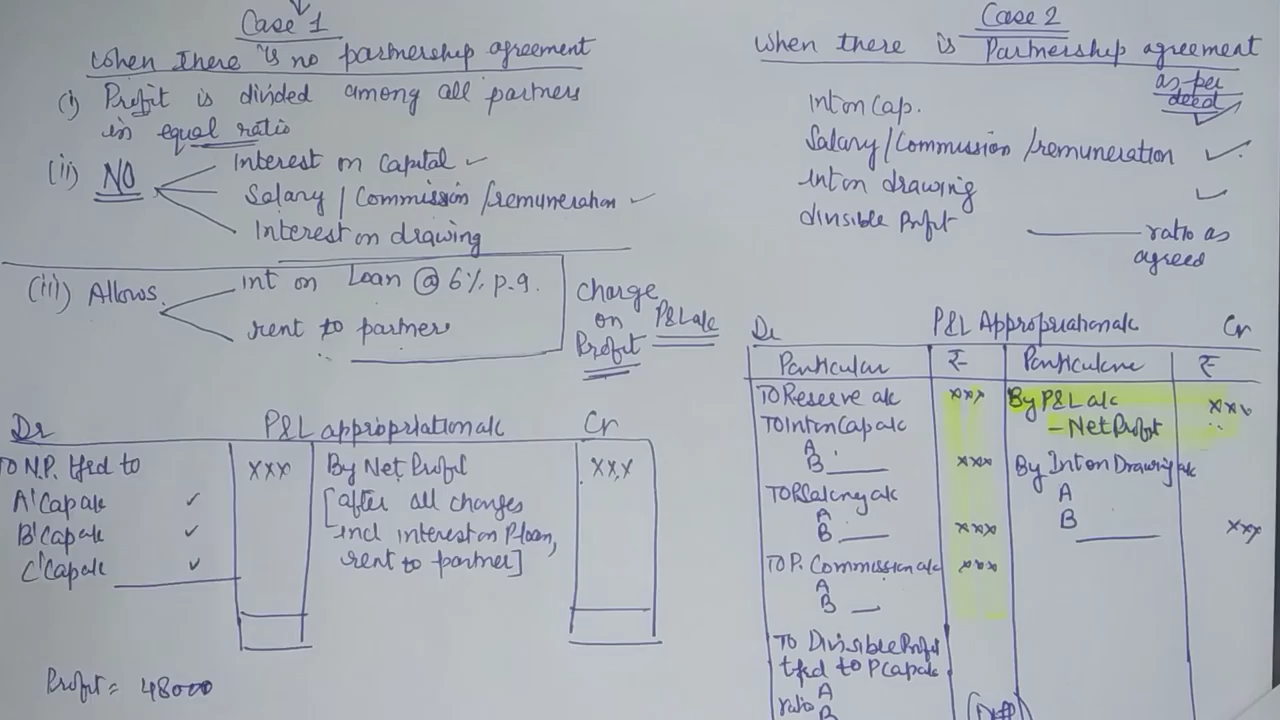 Case 1
When there is no partnership agreement
(i) Profit is divided among all partners
in equal ratio
(ii) NO
Interest on Capital ✓
Salary / Commission /remuneration ✓
Interest on drawing
(iii) Allows
int on Loan @ 6% p.a.
rent to partner
Charge
on
Profit
P&L a/c
Dr P&L appropriation a/c Cr
To N.P. tfed to xxx By Net Profit xxx
A' Cap a/c ✓ [after all charges
B' Cap a/c ✓ incl interest on P loan,
C' Cap a/c ✓ rent to partner]
Profit = 48000
Case 2
When there is Partnership agreement
as per
deed
Int on Cap.
Salary/Commission /remuneration ✓
Int on drawing ✓
divisible Profit ratio as
agreed
Dr P&L Appropriation a/c Cr
Particular ₹ Particular ₹
To Reserve a/c xxx By P&L a/c xxx
- Net Profit
To Int on Cap a/c
A
B xxx
By Int on Drawing a/c
A
B xxx
To P Salary a/c
A
B xxx
To P. Commission a/c xxx
A
B
To Divisible Profit
tfed to P Cap a/c
ratio A
B